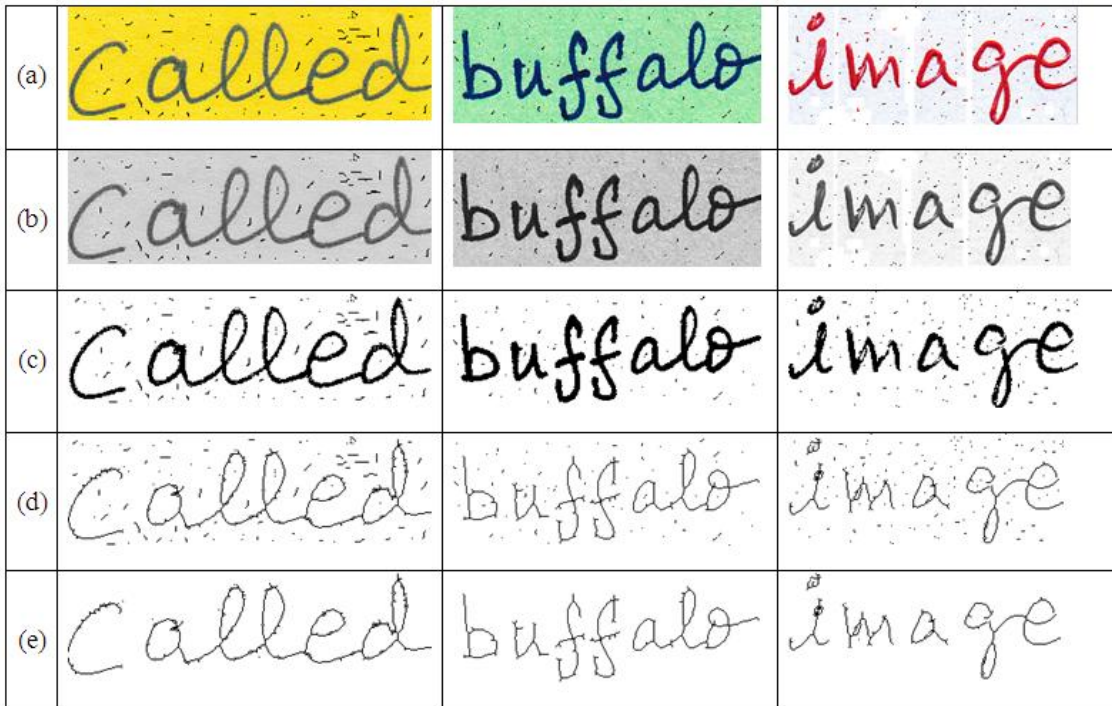 (a) Called buffalo image
(b) Called buffalo image
(c) Called buffalo image
(d) Called buffalo image
(e) Called buffalo image